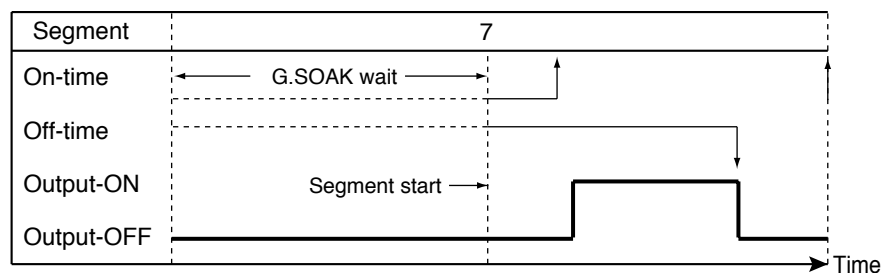 Segment 7
On-time G.SOAK wait
Off-time
Output-ON Segment start
Output-OFF
Time